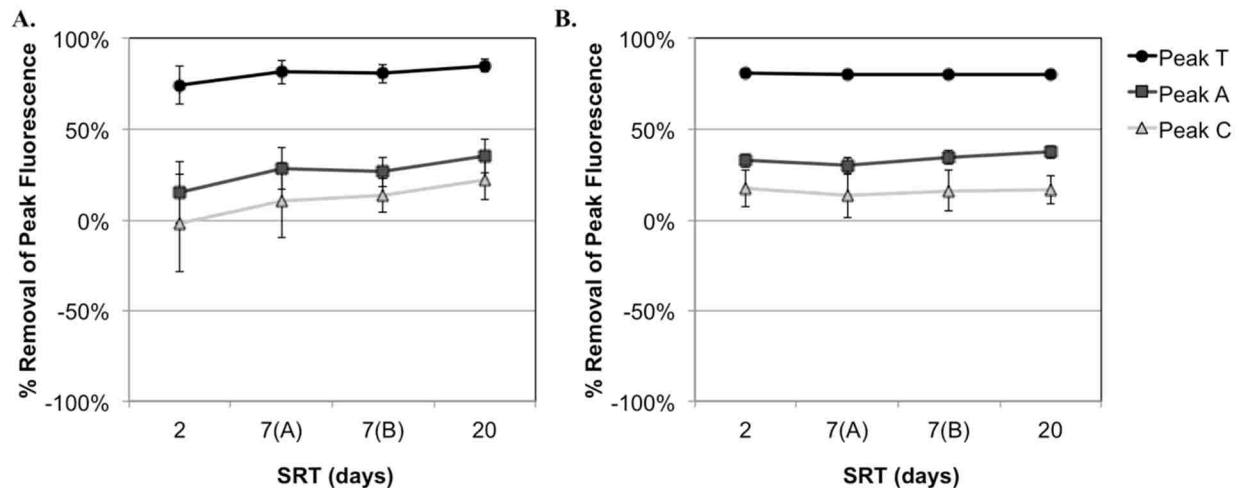 A.
% Removal of Peak Fluorescence
100%
50%
0%
-50%
-100%
2 7(A) 7(B) 20
SRT (days)
B.
% Removal of Peak Fluorescence
100%
50%
0%
-50%
-100%
2 7(A) 7(B) 20
SRT (days)
Peak T
Peak A
Peak C